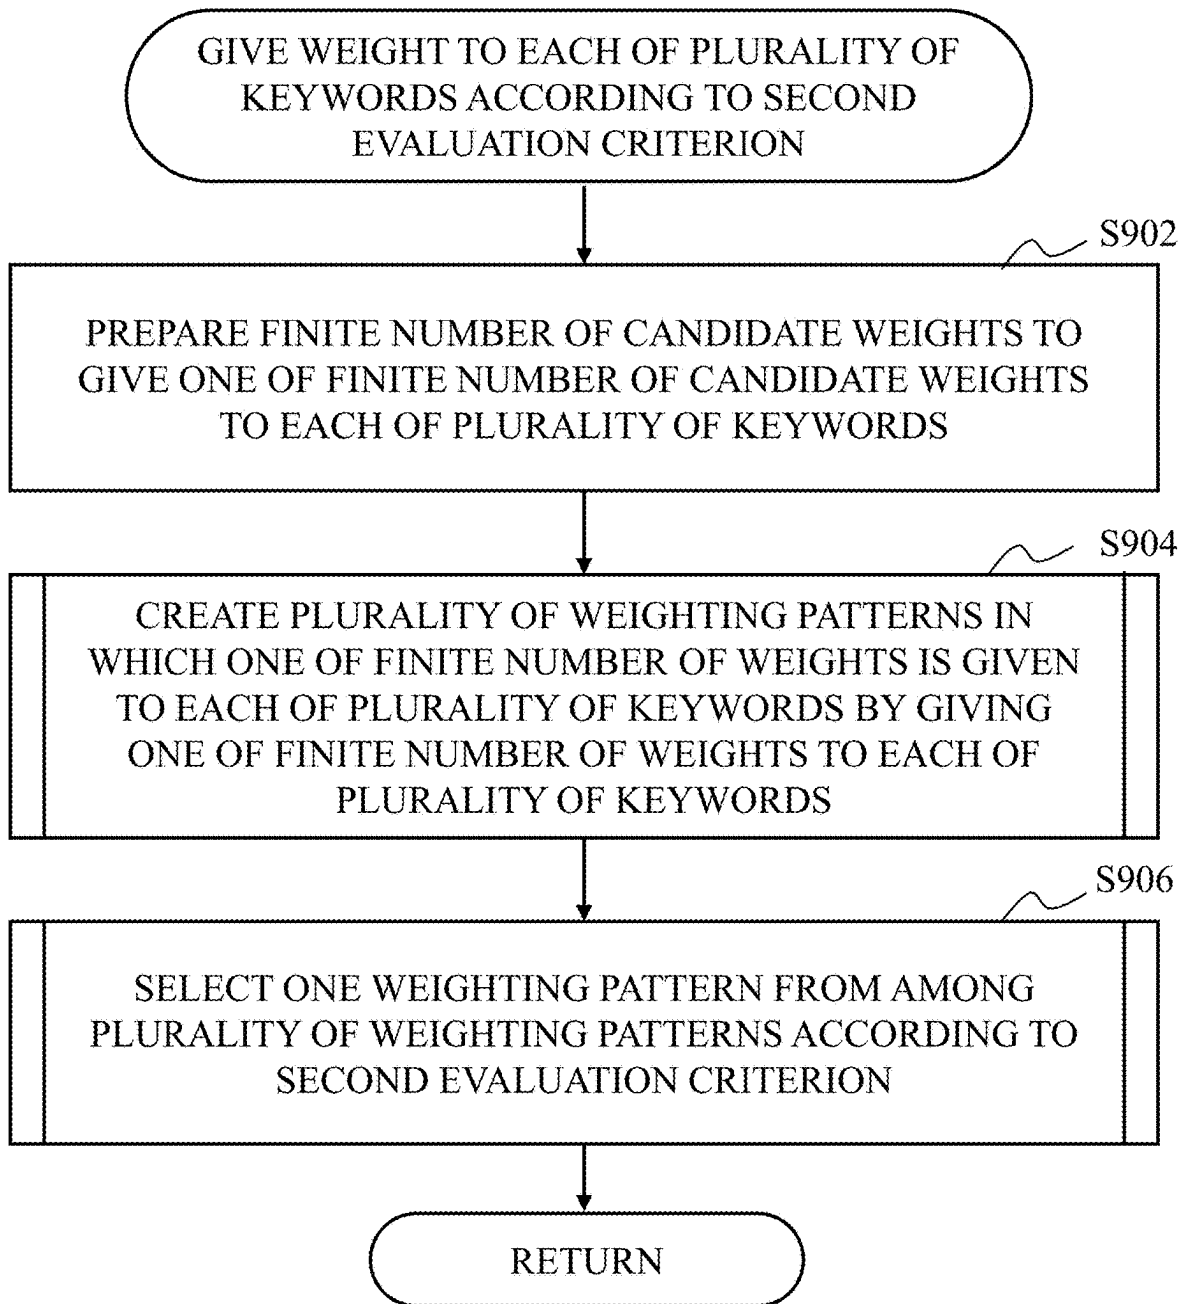 GIVE WEIGHT TO EACH OF PLURALITY OF
KEYWORDS ACCORDING TO SECOND
EVALUATION CRITERION
S902
PREPARE FINITE NUMBER OF CANDIDATE WEIGHTS TO
GIVE ONE OF FINITE NUMBER OF CANDIDATE WEIGHTS
TO EACH OF PLURALITY OF KEYWORDS
S904
CREATE PLURALITY OF WEIGHTING PATTERNS IN
WHICH ONE OF FINITE NUMBER OF WEIGHTS IS GIVEN
TO EACH OF PLURALITY OF KEYWORDS BY GIVING
ONE OF FINITE NUMBER OF WEIGHTS TO EACH OF
PLURALITY OF KEYWORDS
S906
SELECT ONE WEIGHTING PATTERN FROM AMONG
PLURALITY OF WEIGHTING PATTERNS ACCORDING TO
SECOND EVALUATION CRITERION
RETURN